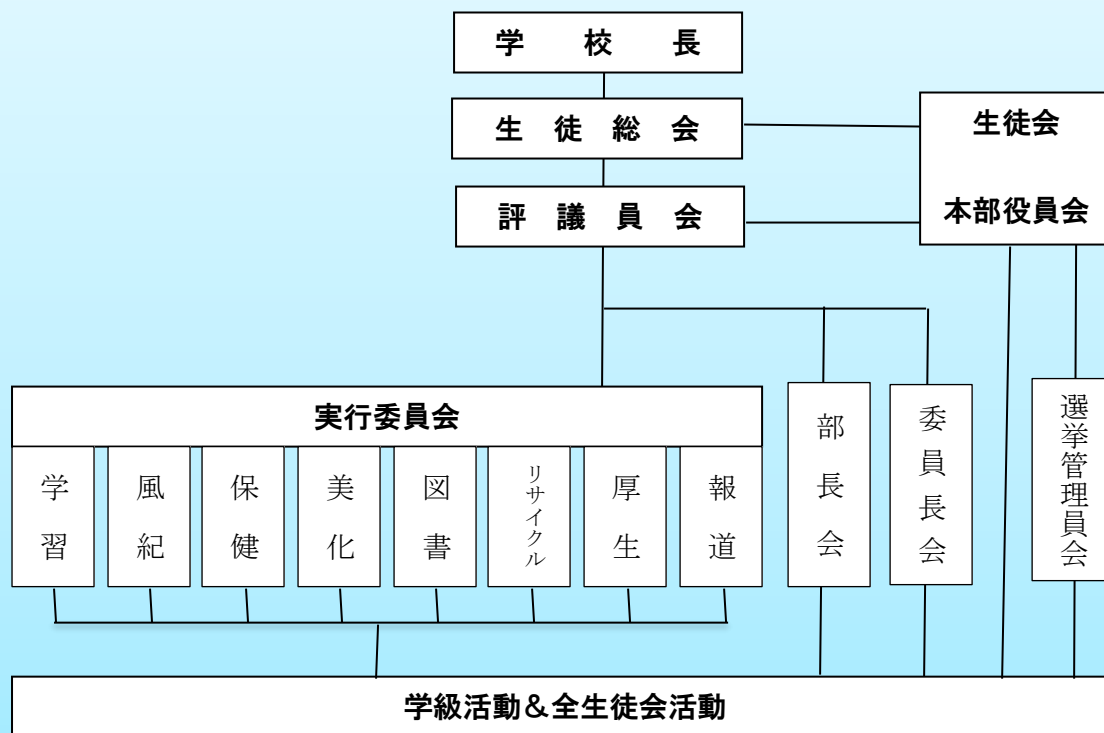 学校長
生徒総会
生徒会
本部役員会
評議員会
実行委員会
学習
風紀
保健
美化
図書
リサイクル
厚生
報道
部長会
委員長会
選挙管理員会
学級活動＆全生徒会活動